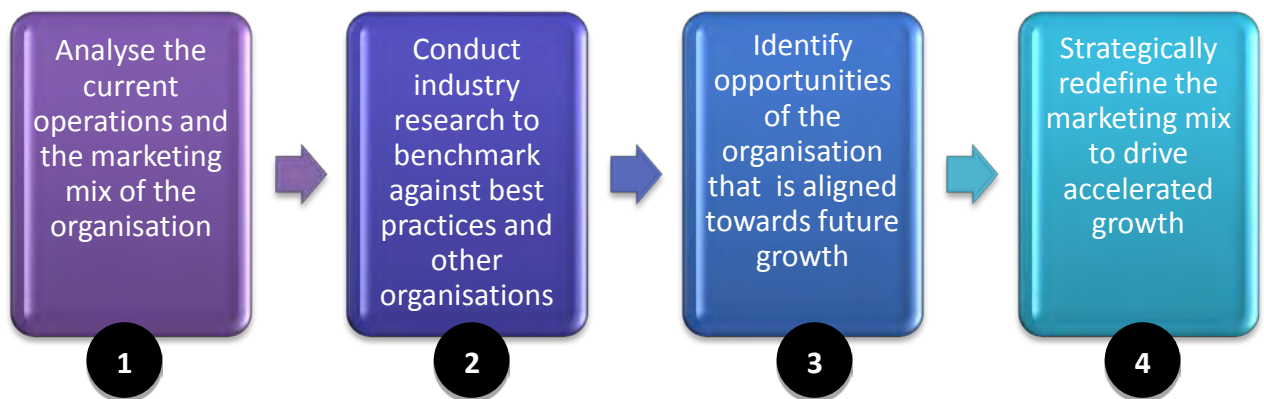 Analyse the
current
operations and
the marketing
mix of the
organisation
1
Conduct
industry
research to
benchmark
against best
practices and
other
organisations
2
Identify
opportunities
of the
organisation
that  is aligned
towards future
growth
3
Strategically
redefine the
marketing mix
to drive
accelerated
growth
4